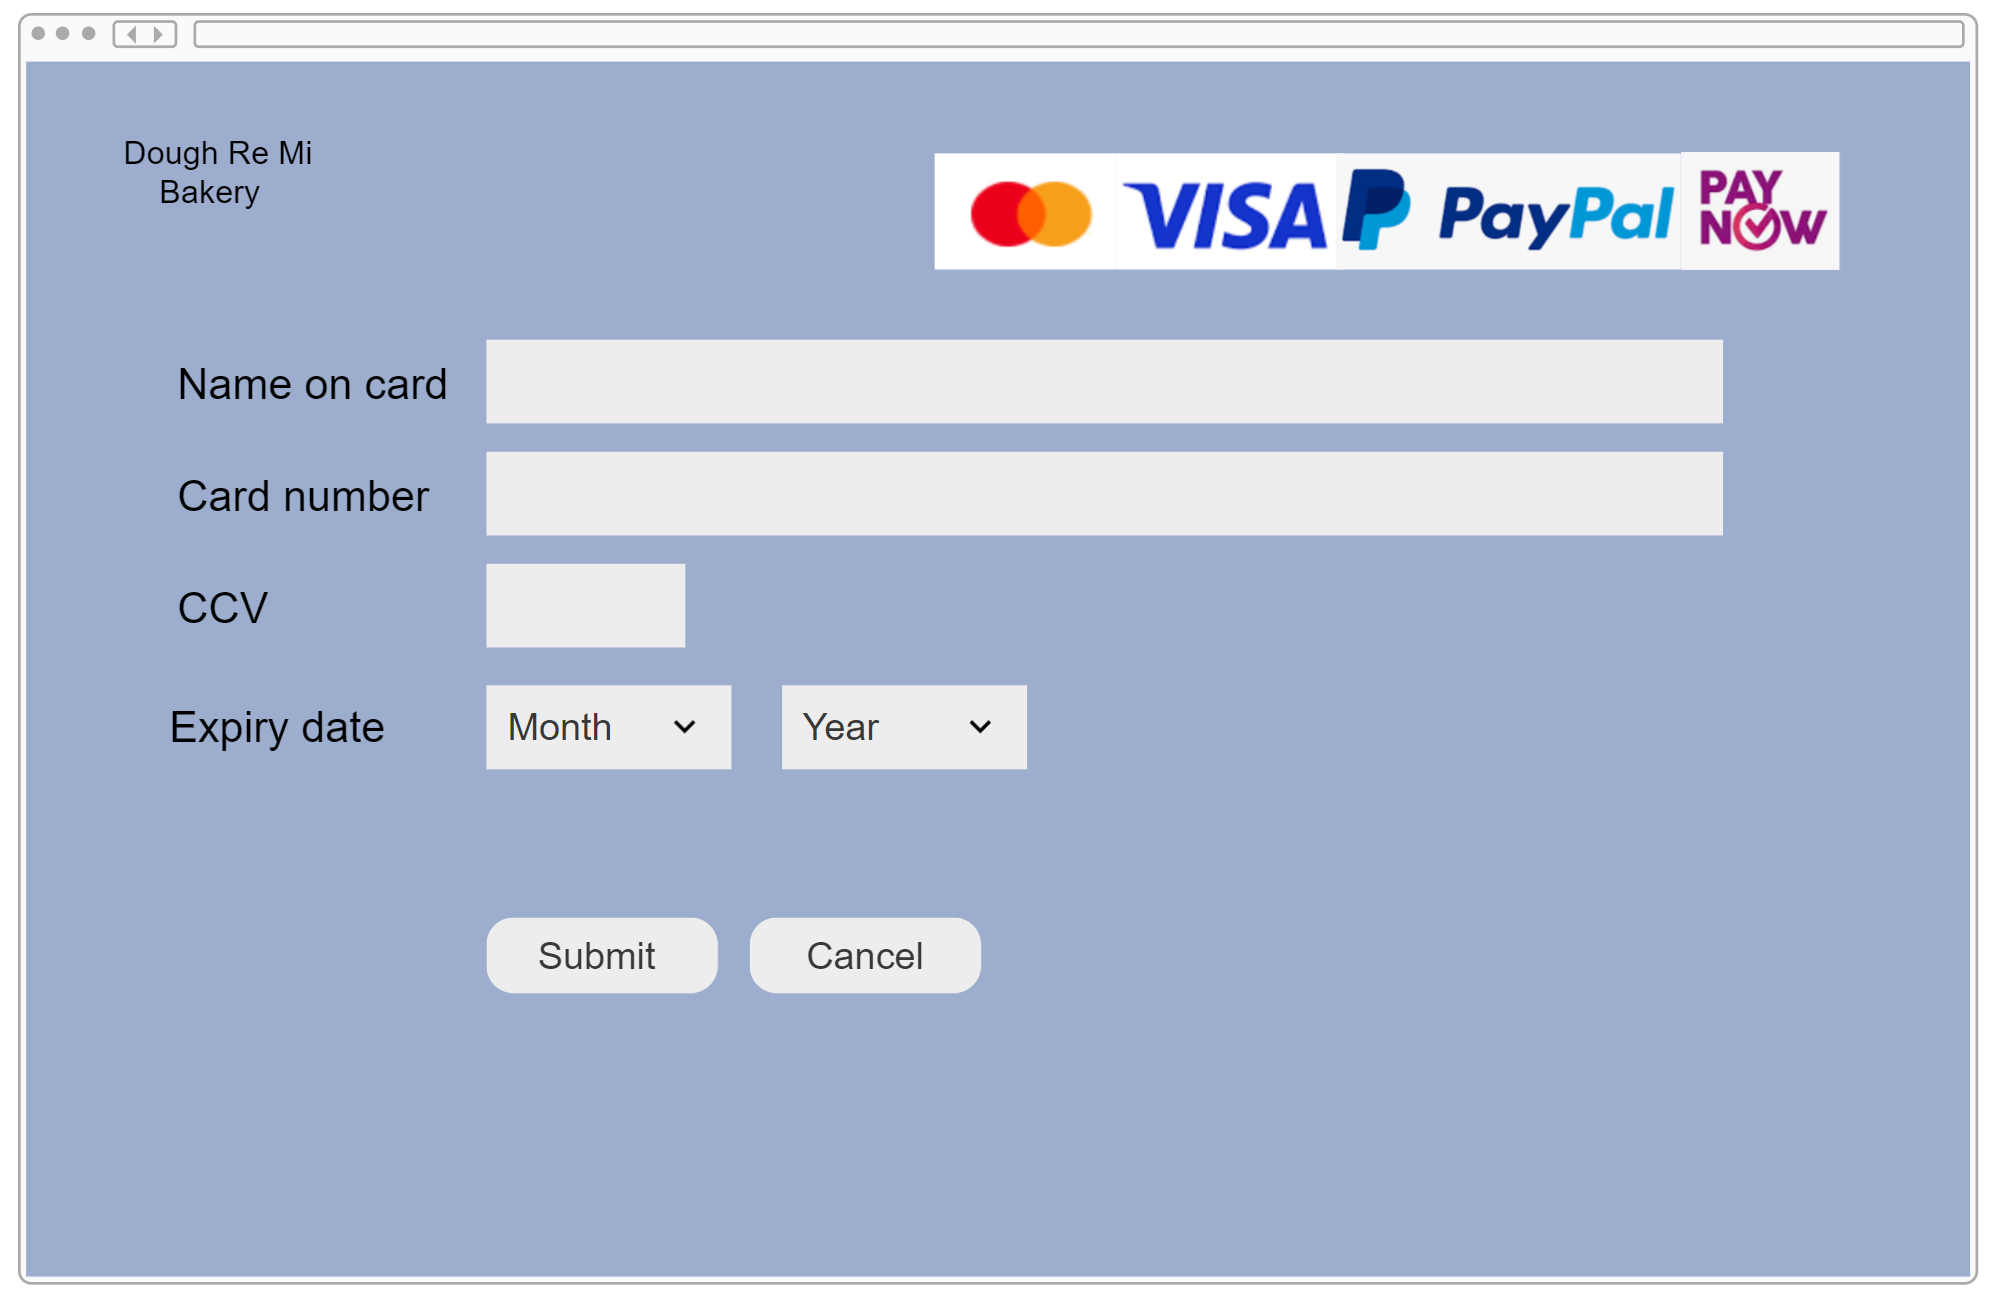 Dough Re Mi
Bakery
VISA PayPal PAY
NOW
Name on card
Card number
CCV
Expiry date Month Year
Submit Cancel